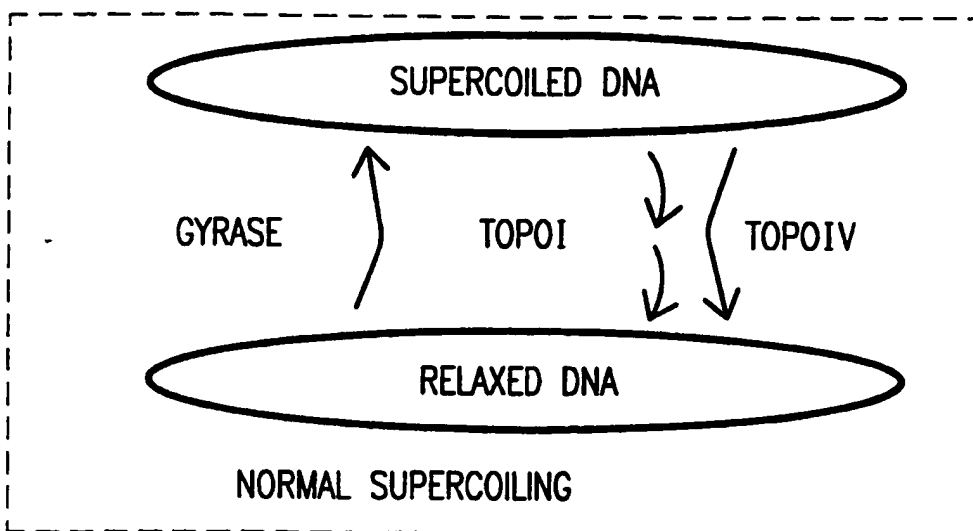 SUPERCOILED DNA
GYRASE TOPOI TOPOIV
RELAXED DNA
NORMAL SUPERCOILING